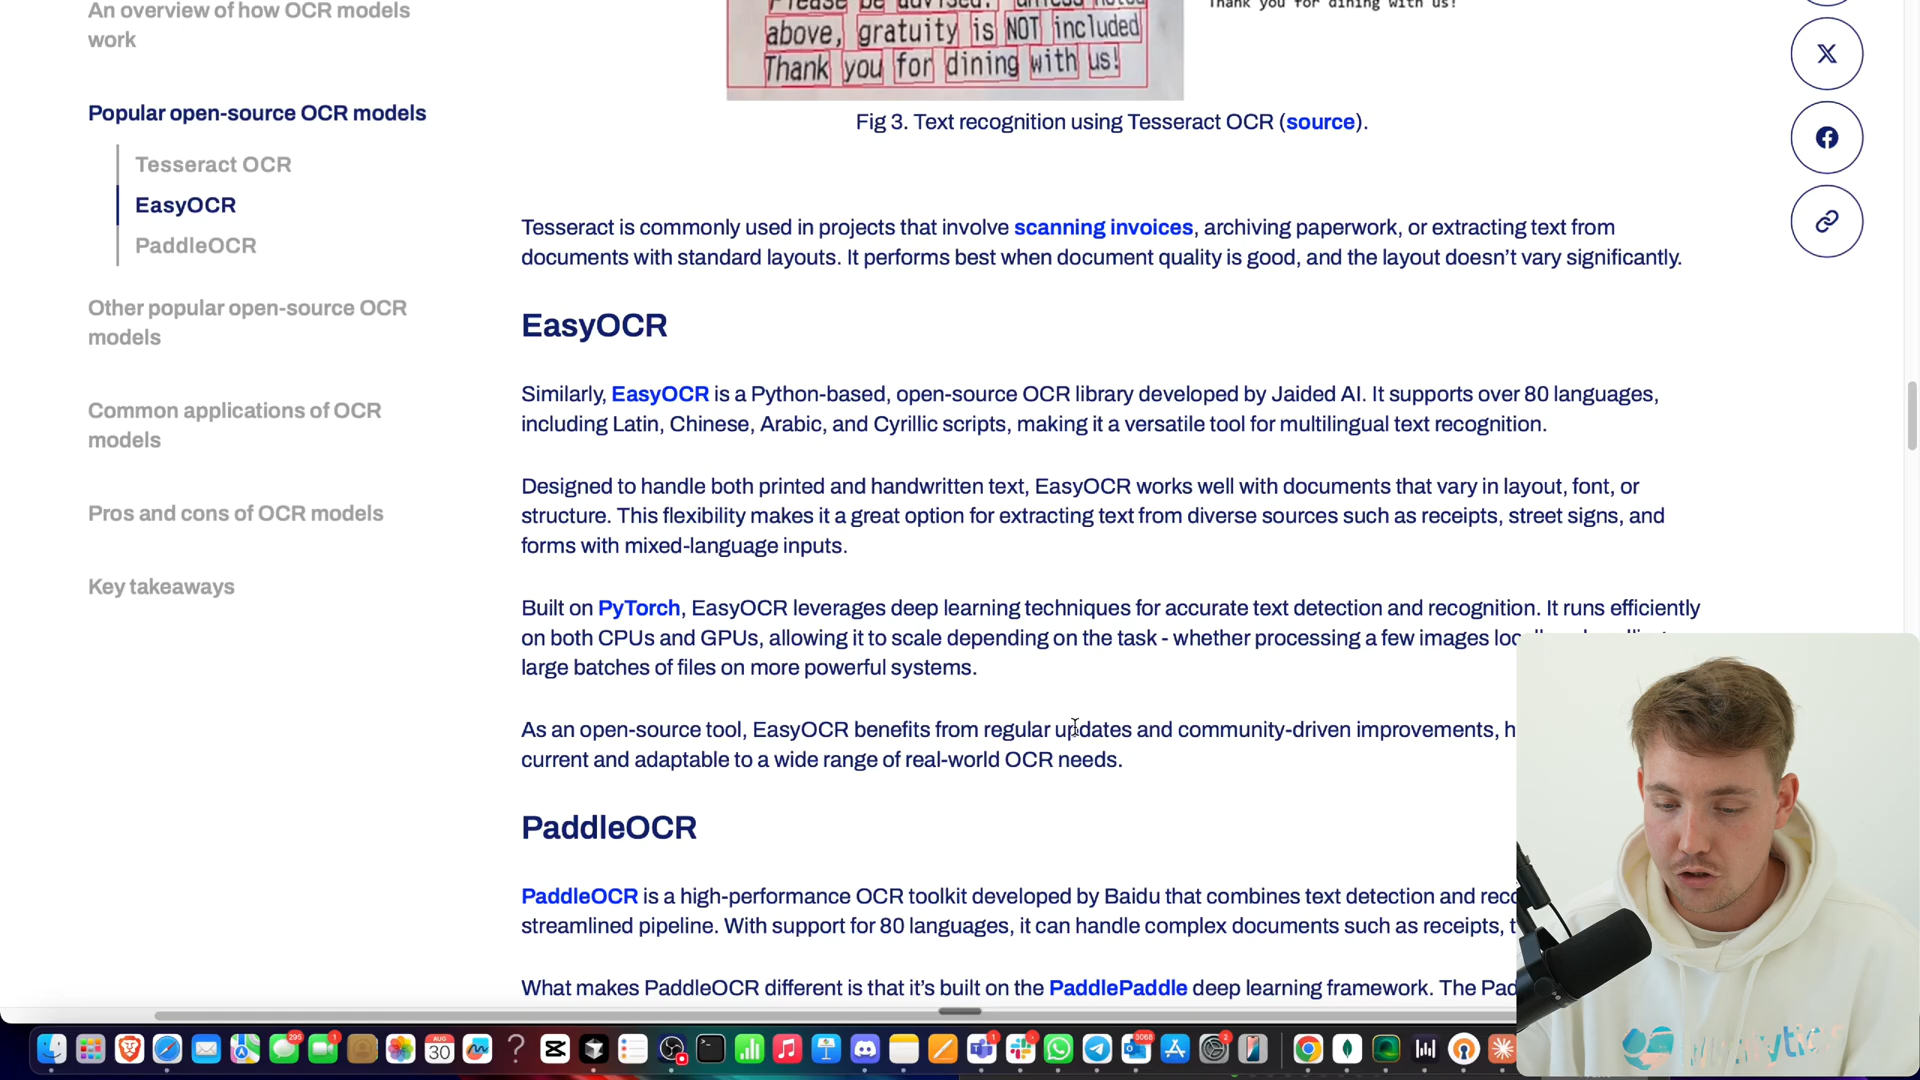 An overview of how OCR models
work
Popular open-source OCR models
Tesseract OCR
EasyOCR
PaddleOCR
Other popular open-source OCR
models
Common applications of OCR
models
Pros and cons of OCR models
Key takeaways
Please be advised: unless noted
above, gratuity is NOT included
Thank you for dining with us!
Thank you for dining with us!
Fig 3. Text recognition using Tesseract OCR (source).
Tesseract is commonly used in projects that involve scanning invoices, archiving paperwork, or extracting text from
documents with standard layouts. It performs best when document quality is good, and the layout doesn’t vary significantly.
EasyOCR
Similarly, EasyOCR is a Python-based, open-source OCR library developed by Jaided AI. It supports over 80 languages,
including Latin, Chinese, Arabic, and Cyrillic scripts, making it a versatile tool for multilingual text recognition.
Designed to handle both printed and handwritten text, EasyOCR works well with documents that vary in layout, font, or
structure. This flexibility makes it a great option for extracting text from diverse sources such as receipts, street signs, and
forms with mixed-language inputs.
Built on PyTorch, EasyOCR leverages deep learning techniques for accurate text detection and recognition. It runs efficiently
on both CPUs and GPUs, allowing it to scale depending on the task - whether processing a few images
large batches of files on more powerful systems.
As an open-source tool, EasyOCR benefits from regular updates and community-driven improvements,
current and adaptable to a wide range of real-world OCR needs.
PaddleOCR
PaddleOCR is a high-performance OCR toolkit developed by Baidu that combines text detection and
streamlined pipeline. With support for 80 languages, it can handle complex documents such as receipts,
What makes PaddleOCR different is that it’s built on the PaddlePaddle deep learning framework. The
295
1
AUG
30
1
3068
2